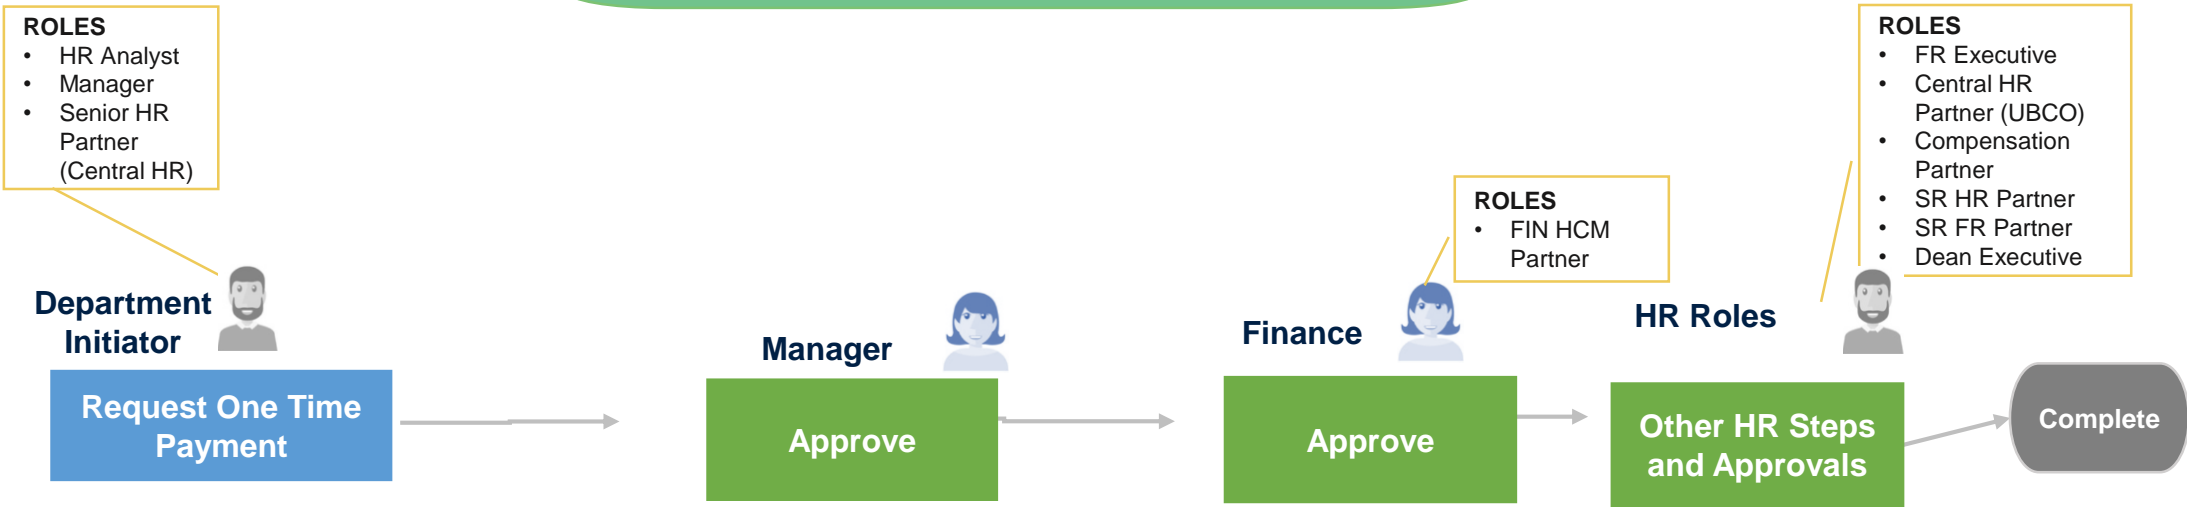 ROLES
• HR Analyst
• Manager
• Senior HR
Partner
(Central HR)
Department
Initiator
Request One Time
Payment
Manager
Approve
ROLES
• FIN HCM
Partner
Finance
Approve
ROLES
• FR Executive
• Central HR
Partner (UBCO)
• Compensation
Partner
• SR HR Partner
• SR FR Partner
• Dean Executive
HR Roles
Other HR Steps
and Approvals
Complete